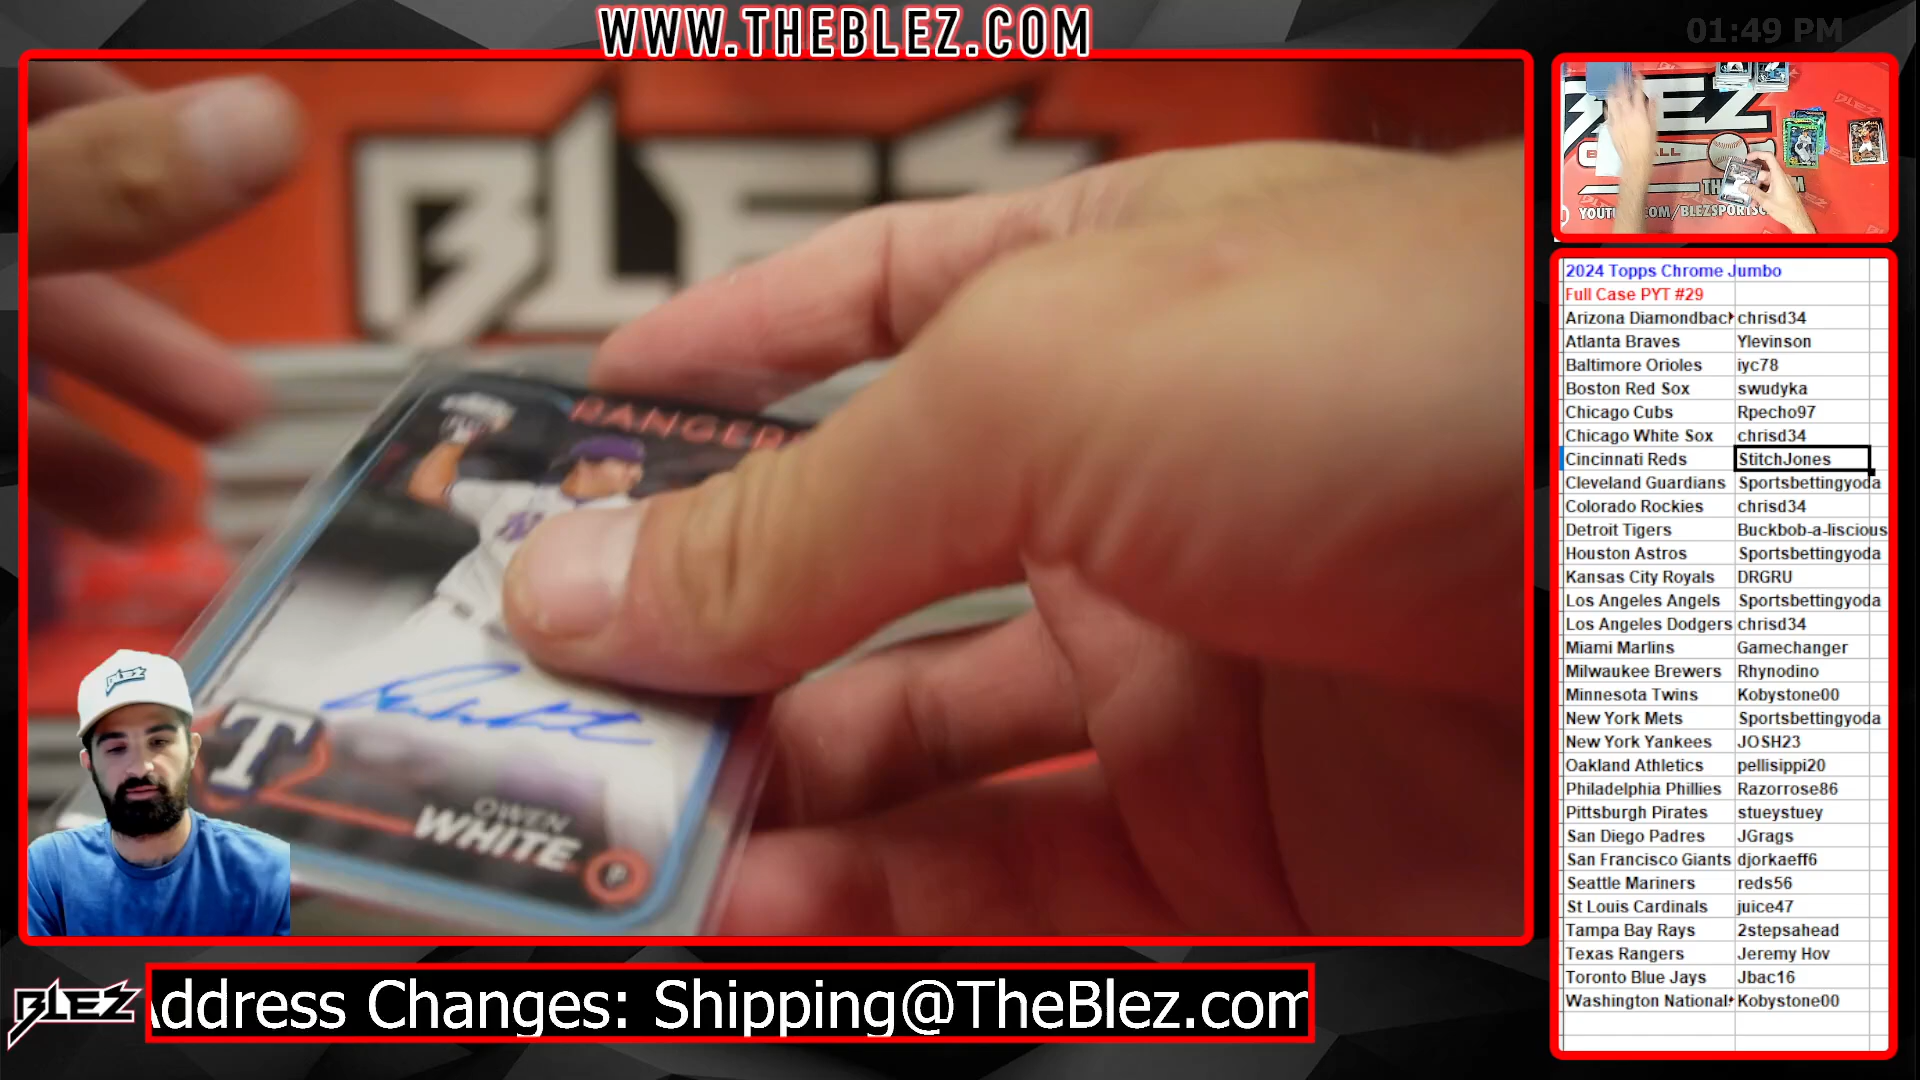 WWW.THEBLEZ.COM
01:49 PM
BLEZ
RANGERS
T
OWEN
WHITE
P
BLEZ
BLEZ
2024 Topps Chrome Jumbo
Full Case PYT #29
Arizona Diamondbac chrisd34
Atlanta Braves Ylevinson
Baltimore Orioles iyc78
Boston Red Sox swudyka
Chicago Cubs Rpecho97
Chicago White Sox chrisd34
Cincinnati Reds StitchJones
Cleveland Guardians Sportsbettingyoda
Colorado Rockies chrisd34
Detroit Tigers Buckbob-a-liscious
Houston Astros Sportsbettingyoda
Kansas City Royals DRGRU
Los Angeles Angels Sportsbettingyoda
Los Angeles Dodgers chrisd34
Miami Marlins Gamechanger
Milwaukee Brewers Rhynodino
Minnesota Twins Kobystone00
New York Mets Sportsbettingyoda
New York Yankees JOSH23
Oakland Athletics pellisippi20
Philadelphia Phillies Razorrose86
Pittsburgh Pirates stueystuey
San Diego Padres JGrags
San Francisco Giants djorkaeff6
Seattle Mariners reds56
St Louis Cardinals juice47
Tampa Bay Rays 2stepsahead
Texas Rangers Jeremy Hov
Toronto Blue Jays Jbac16
Washington National Kobystone00
BLEZ
Address Changes: Shipping@TheBlez.com